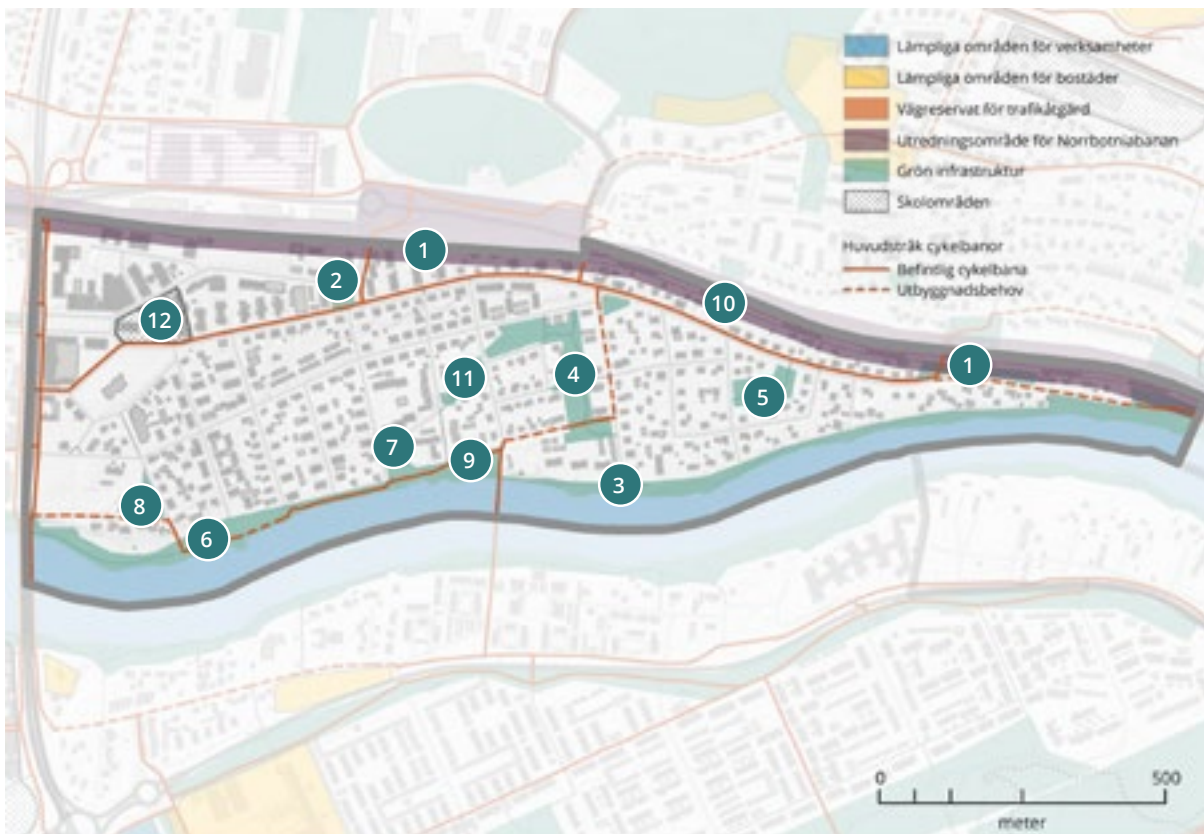 Lämpliga områden för verksamheter
Lämpliga områden för bostäder
Vägreservat för trafikåtgärd
Utredningsområde för Norrbotniabanan
Grön infrastruktur
Skolområden
Huvudstråk cykelbanor
Befintlig cykelbana
Utbyggnadsbehov
1
2
10
12
1
11
4
5
7
9
3
8
6
0 500
meter